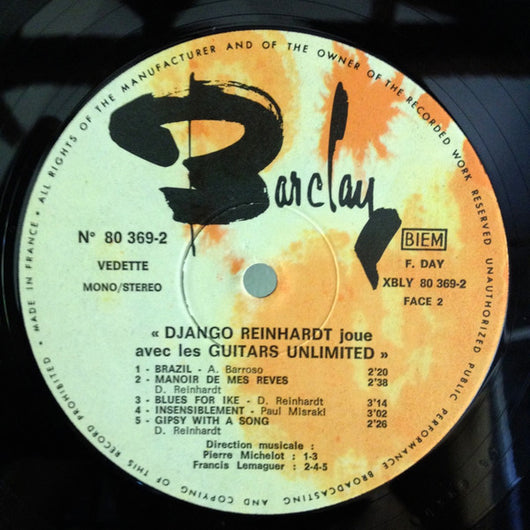 ALL RIGHTS OF THE MANUFACTURER AND OF THE OWNER OF THE RECORDED WORK RESERVED UNAUTHORIZED PUBLIC PERFORMANCE BROADCASTING AND COPYING OF THIS RECORD PROHIBITED • MADE IN FRANCE •
Barclay
N° 80 369-2
VEDETTE
MONO/STEREO
BIEM
F. DAY
XBLY 80 369-2
FACE 2
« DJANGO REINHARDT joue
avec les GUITARS UNLIMITED »
1 - BRAZIL - A. Barroso 2'20
2 - MANOIR DE MES REVES 2'38
D. Reinhardt
3 - BLUES FOR IKE - D. Reinhardt 3'14
4 - INSENSIBLEMENT - Paul Misraki 3'02
5 - GIPSY WITH A SONG 2'26
D. Reinhardt
Direction musicale :
Pierre Michelot : 1-3
Francis Lemaguer : 2-4-5